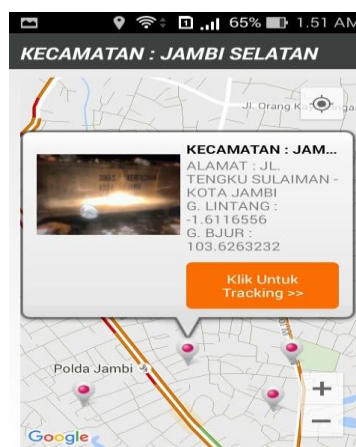 65% 1.51 AM
KECAMATAN : JAMBI SELATAN
JL. Orang Kay
KECAMATAN : JAM...
ALAMAT : JL.
TENGKU SULAIMAN -
KOTA JAMBI
G. LINTANG :
-1.6116556
G. BJUR :
103.6263232
Klik Untuk
Tracking >>
Polda Jambi
+
−
Google